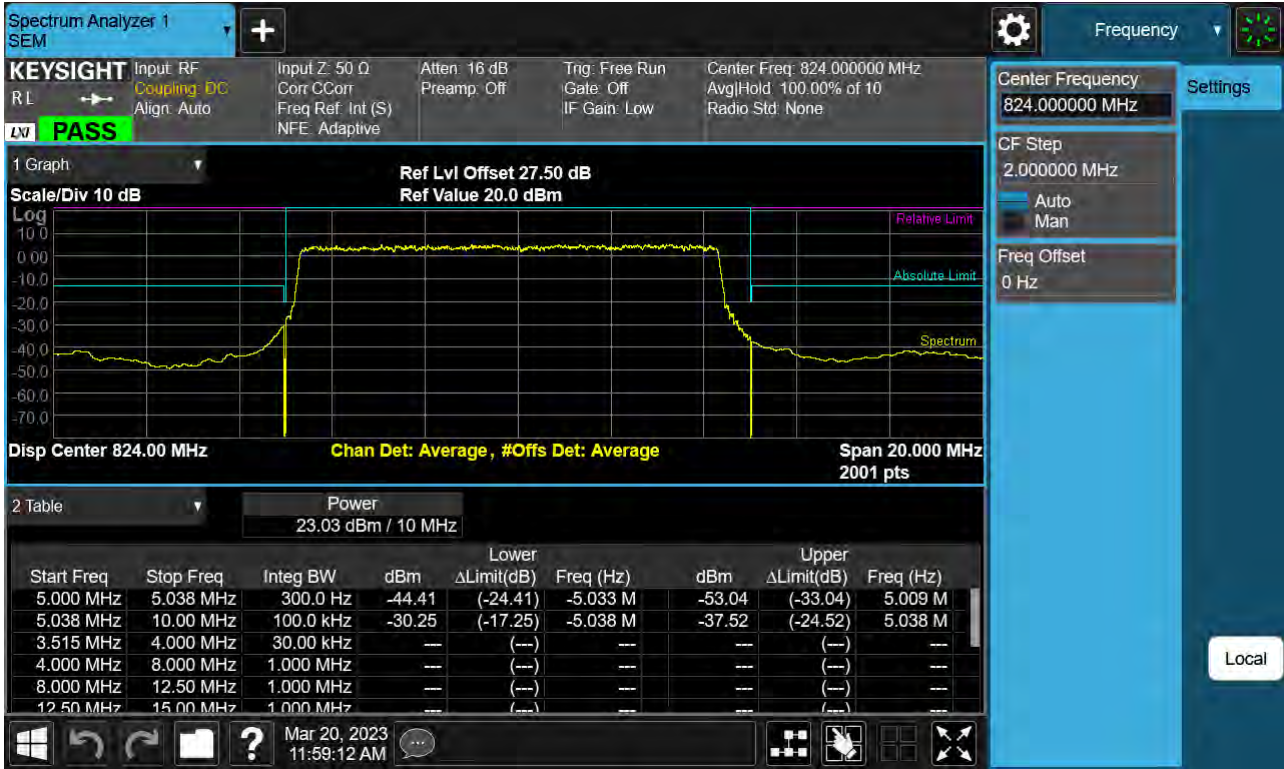 Spectrum Analyzer 1
SEM
+
Frequency
KEYSIGHT
RL
LXI
PASS
Input: RF
Coupling: DC
Align: Auto
Input Z: 50 Ω
Corr CCorr
Freq Ref: Int (S)
NFE: Adaptive
Atten: 16 dB
Preamp: Off
Trig: Free Run
Gate: Off
IF Gain: Low
Center Freq: 824.000000 MHz
Avg|Hold: 100.00% of 10
Radio Std: None
Center Frequency
824.000000 MHz
Settings
CF Step
2.000000 MHz
Auto
Man
Freq Offset
0 Hz
Local
1 Graph
Scale/Div 10 dB
Ref Lvl Offset 27.50 dB
Ref Value 20.0 dBm
Log
10.0
0.00
-10.0
-20.0
-30.0
-40.0
-50.0
-60.0
-70.0
Relative Limit
Absolute Limit
Spectrum
Disp Center 824.00 MHz
Chan Det: Average , #Offs Det: Average
Span 20.000 MHz
2001 pts
2 Table
Power
23.03 dBm / 10 MHz
Lower Upper
Start Freq Stop Freq Integ BW dBm ΔLimit(dB) Freq (Hz) dBm ΔLimit(dB) Freq (Hz)
5.000 MHz 5.038 MHz 300.0 Hz -44.41 (-24.41) -5.033 M -53.04 (-33.04) 5.009 M
5.038 MHz 10.00 MHz 100.0 kHz -30.25 (-17.25) -5.038 M -37.52 (-24.52) 5.038 M
3.515 MHz 4.000 MHz 30.00 kHz --- (---) --- --- (---) ---
4.000 MHz 8.000 MHz 1.000 MHz --- (---) --- --- (---) ---
8.000 MHz 12.50 MHz 1.000 MHz --- (---) --- --- (---) ---
12.50 MHz 15.00 MHz 1.000 MHz --- (---) --- --- (---) ---
?
Mar 20, 2023
11:59:12 AM